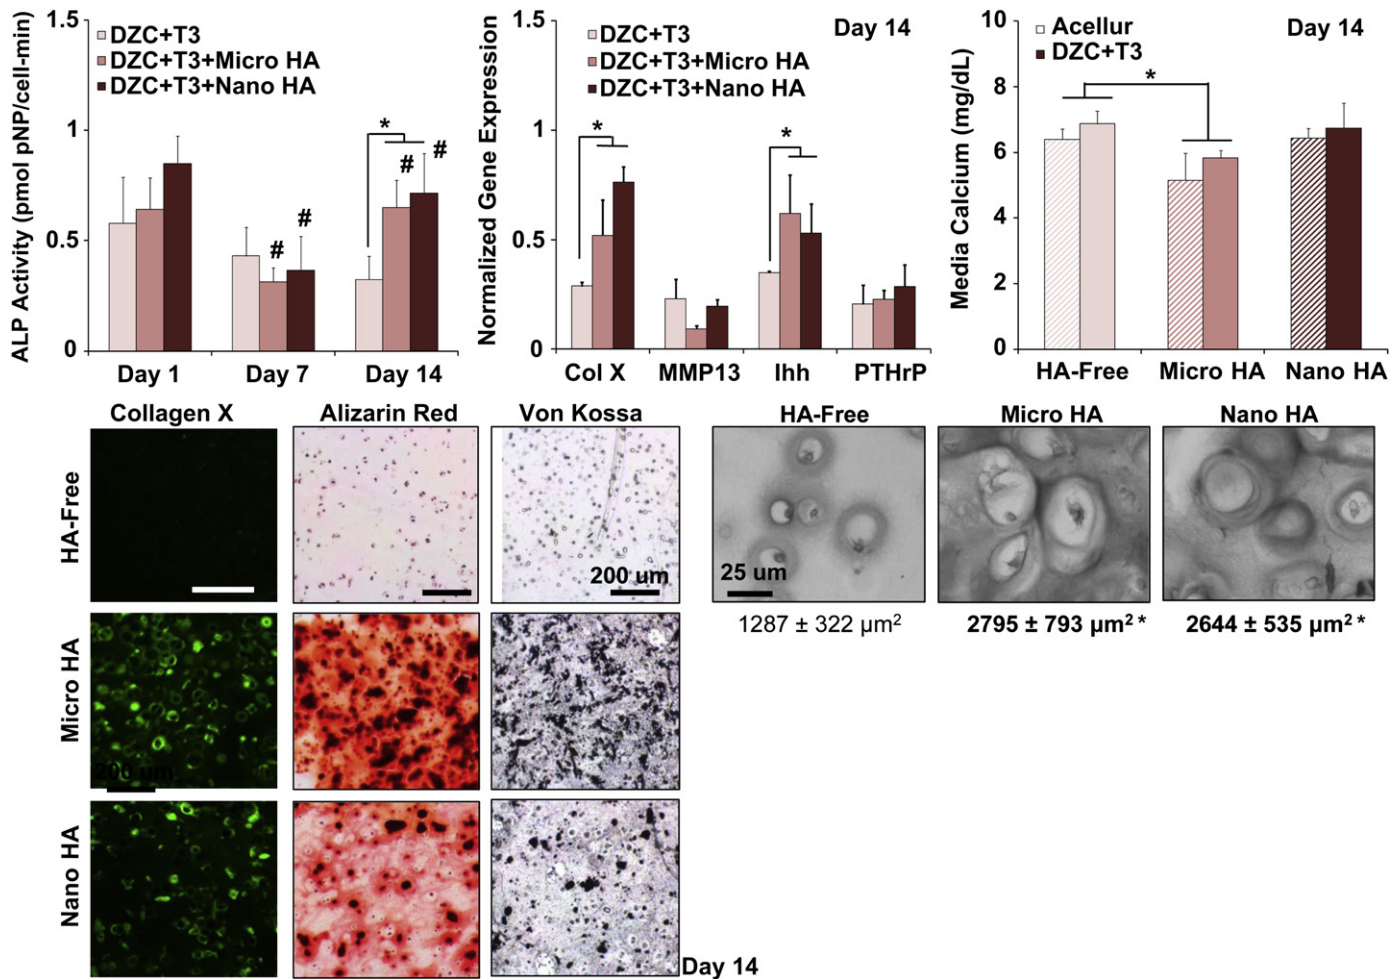 ALP Activity (pmol pNP/cell-min)
1.5
1
0.5
0
DZC+T3
DZC+T3+Micro HA
DZC+T3+Nano HA
*
#
#
#
#
Day 1
Day 7
Day 14
Normalized Gene Expression
1.5
1
0.5
0
DZC+T3
DZC+T3+Micro HA
DZC+T3+Nano HA
Day 14
*
*
Col X
MMP13
Ihh
PTHrP
Media Calcium (mg/dL)
10
8
6
4
2
0
Acellur
DZC+T3
Day 14
*
HA-Free
Micro HA
Nano HA
Collagen X
Alizarin Red
Von Kossa
HA-Free
200 um
Micro HA
200 um
Nano HA
Day 14
HA-Free
Micro HA
Nano HA
25 um
1287 ± 322 µm²
2795 ± 793 µm² *
2644 ± 535 µm² *